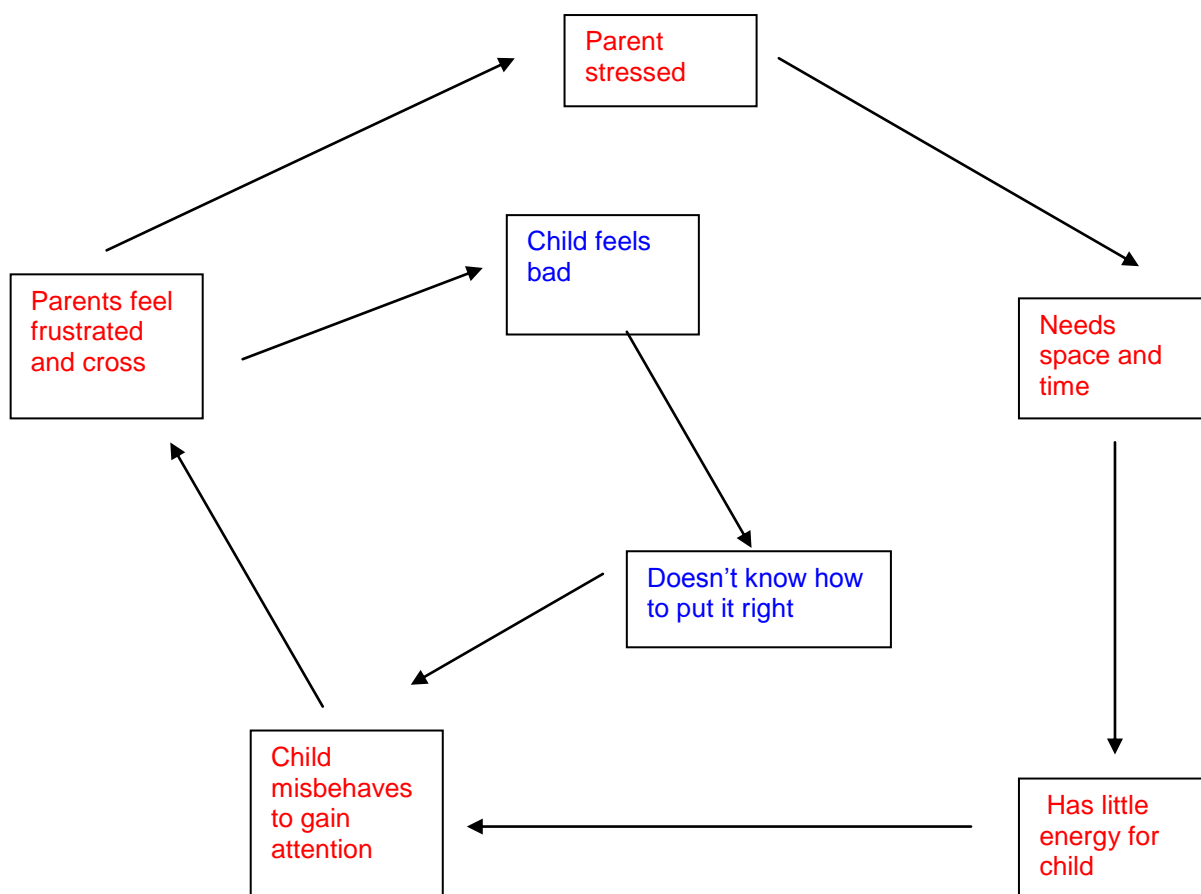 Parent
stressed
Child feels
bad
Parents feel
frustrated
and cross
Needs
space and
time
Doesn't know how
to put it right
Child
misbehaves
to gain
attention
Has little
energy for
child